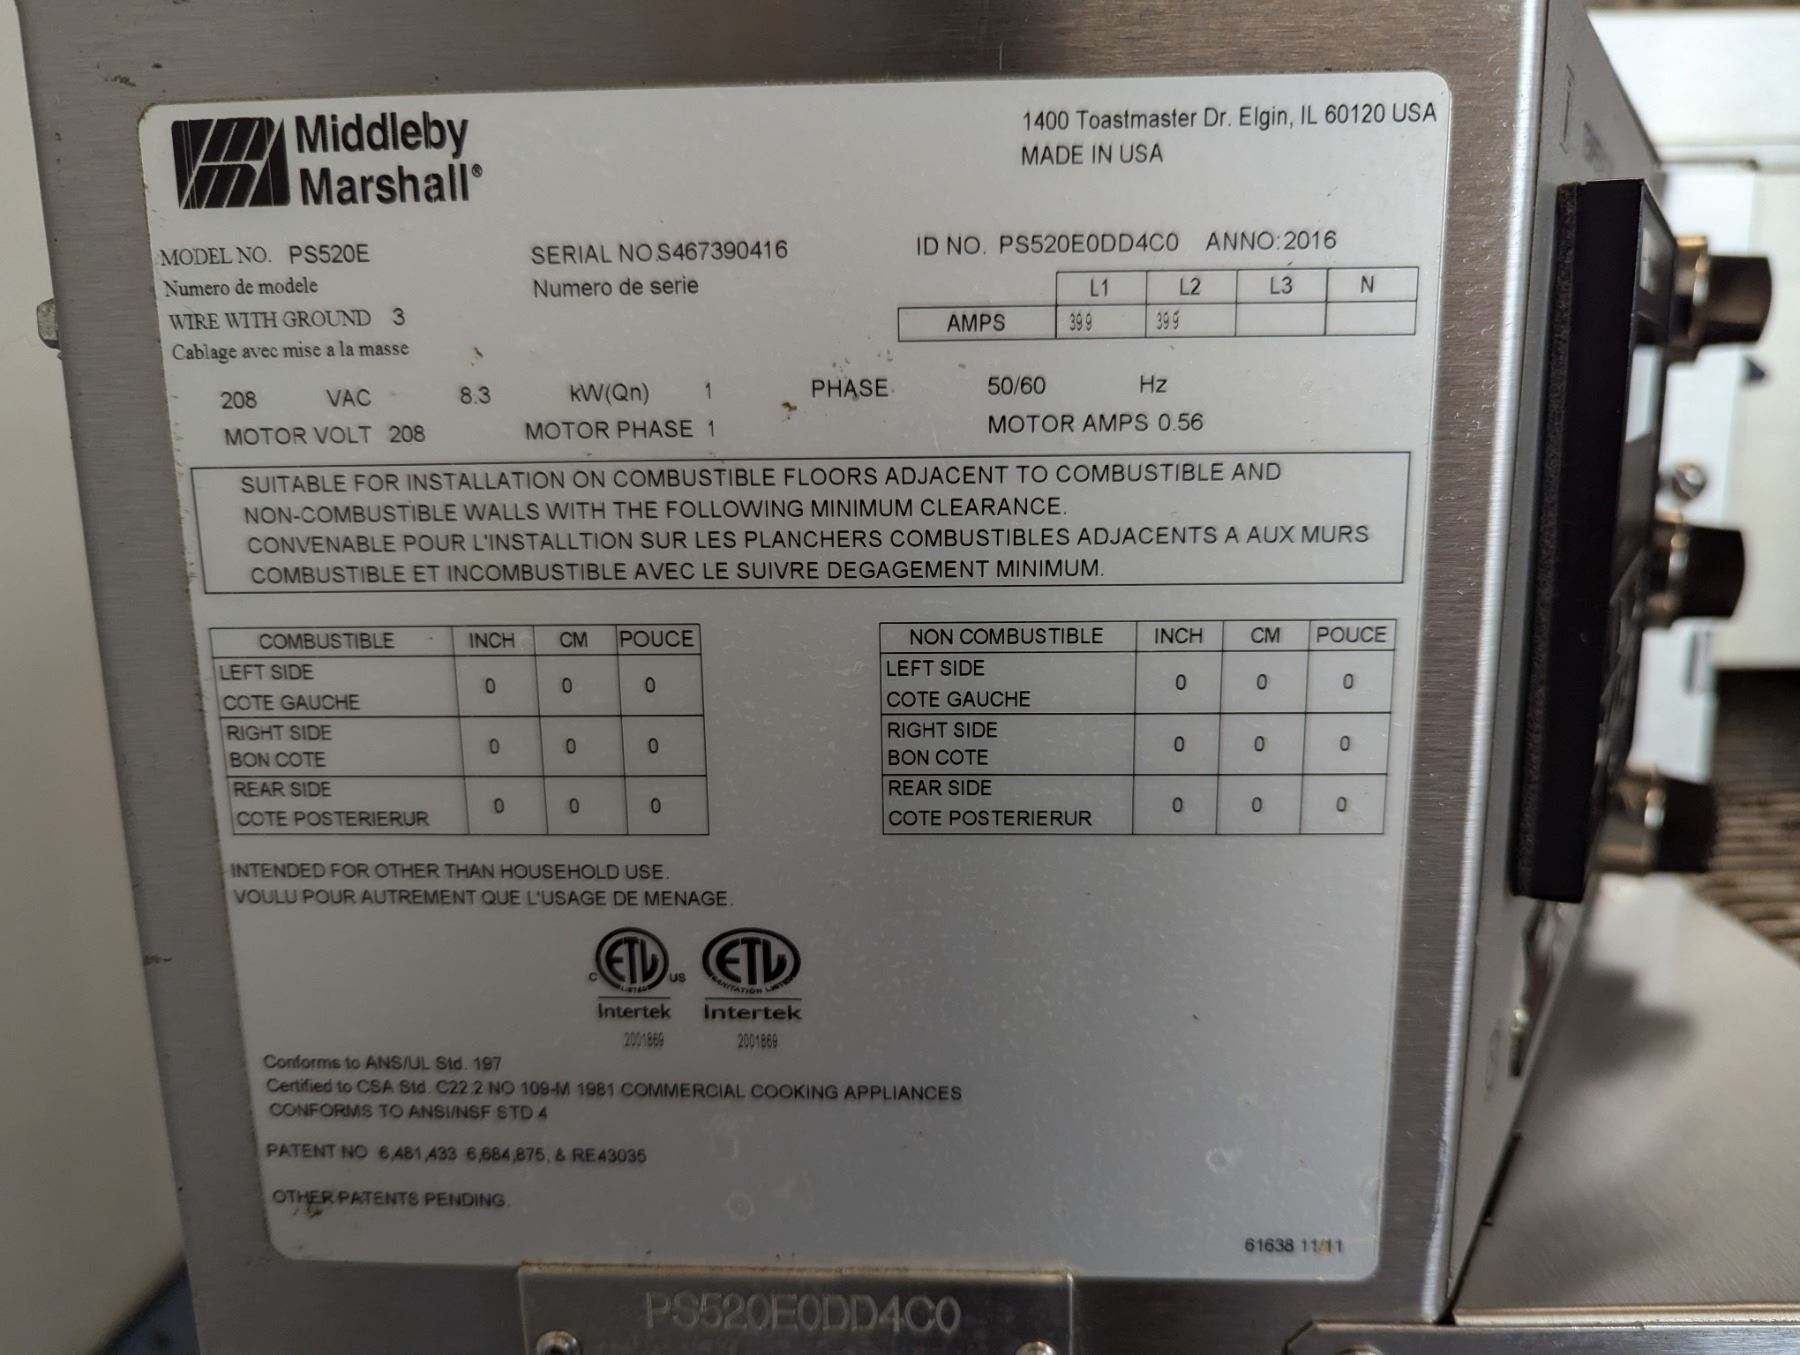 Middleby
Marshall®
1400 Toastmaster Dr. Elgin, IL 60120 USA
MADE IN USA
MODEL NO. PS520E SERIAL NO.S467390416 ID NO. PS520E0DD4C0 ANNO:2016
Numero de modele Numero de serie
L1 L2 L3 N
WIRE WITH GROUND 3
AMPS 39.9 39.9
Cablage avec mise a la masse
208 VAC 8.3 kW(Qn) 1 PHASE 50/60 Hz
MOTOR VOLT 208 MOTOR PHASE 1 MOTOR AMPS 0.56
SUITABLE FOR INSTALLATION ON COMBUSTIBLE FLOORS ADJACENT TO COMBUSTIBLE AND
NON-COMBUSTIBLE WALLS WITH THE FOLLOWING MINIMUM CLEARANCE.
CONVENABLE POUR L'INSTALLTION SUR LES PLANCHERS COMBUSTIBLES ADJACENTS A AUX MURS
COMBUSTIBLE ET INCOMBUSTIBLE AVEC LE SUIVRE DEGAGEMENT MINIMUM.
COMBUSTIBLE INCH CM POUCE
LEFT SIDE
COTE GAUCHE 0 0 0
RIGHT SIDE
BON COTE 0 0 0
REAR SIDE
COTE POSTERIERUR 0 0 0
NON COMBUSTIBLE INCH CM POUCE
LEFT SIDE
COTE GAUCHE 0 0 0
RIGHT SIDE
BON COTE 0 0 0
REAR SIDE
COTE POSTERIERUR 0 0 0
INTENDED FOR OTHER THAN HOUSEHOLD USE.
VOULU POUR AUTREMENT QUE L'USAGE DE MENAGE.
C ETL US ETL
LISTED SANITATION LISTED
Intertek Intertek
2001869 2001869
Conforms to ANS/UL Std. 197
Certified to CSA Std. C22.2 NO 109-M 1981 COMMERCIAL COOKING APPLIANCES
CONFORMS TO ANSI/NSF STD 4
PATENT NO 6,481,433 6,684,875, & RE43035
OTHER PATENTS PENDING.
61638 11/11
PS520E0DD4C0